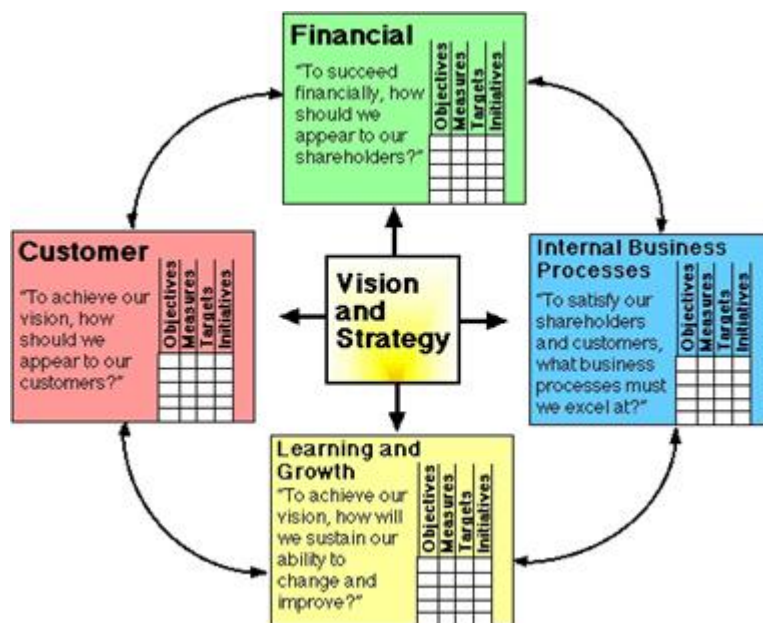 Financial
"To succeed
financially, how
should we
appear to our
shareholders?"
Objectives
Measures
Targets
Initiatives
Customer
"To achieve our
vision, how
should we
appear to our
customers?"
Objectives
Measures
Targets
Initiatives
Vision
and
Strategy
Internal Business
Processes
"To satisfy our
shareholders
and customers,
what business
processes must
we excel at?"
Objectives
Measures
Targets
Initiatives
Learning and
Growth
"To achieve our
vision, how will
we sustain our
ability to
change and
improve?"
Objectives
Measures
Targets
Initiatives